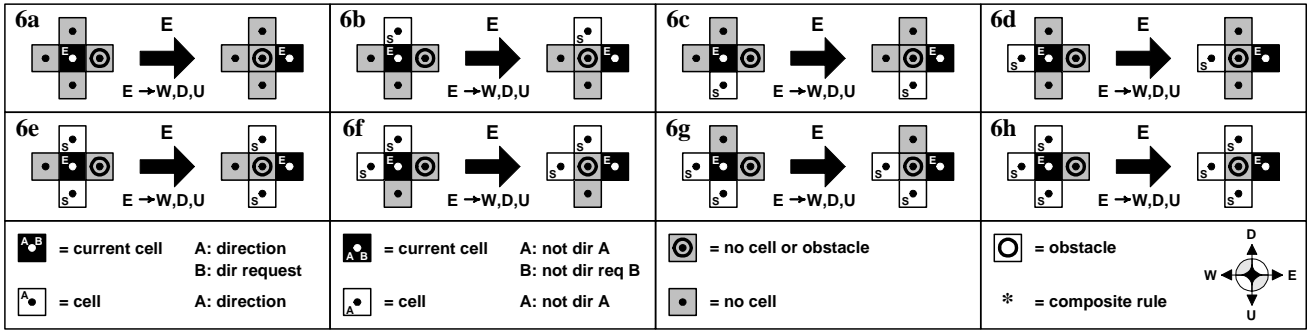 6a E
E E
E →W,D,U
6b E
S S
E E
E →W,D,U
6c E
E E
S S
E →W,D,U
6d E
E E
S S
E →W,D,U
6e E
S S
E E
E →W,D,U
S S
6f E
S S
E E
S S
E →W,D,U
6g E
E E
S S
E →W,D,U
S S
6h E
S S
E E
S S
E →W,D,U
S S
A B = current cell A: direction
B: dir request
A = cell A: direction
A B = current cell A: not dir A
B: not dir req B
A = cell A: not dir A
= no cell or obstacle
= no cell
= obstacle
* = composite rule
D
W E
U